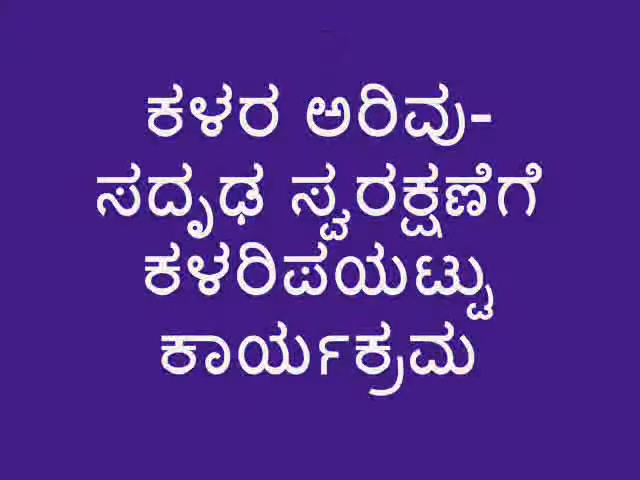 ಕಳರ ಅರಿವು-
ಸದೃಢ ಸ್ವರಕ್ಷಣೆಗೆ
ಕಳರಿಪಯಟ್ಟು
ಕಾರ್ಯಕ್ರಮ